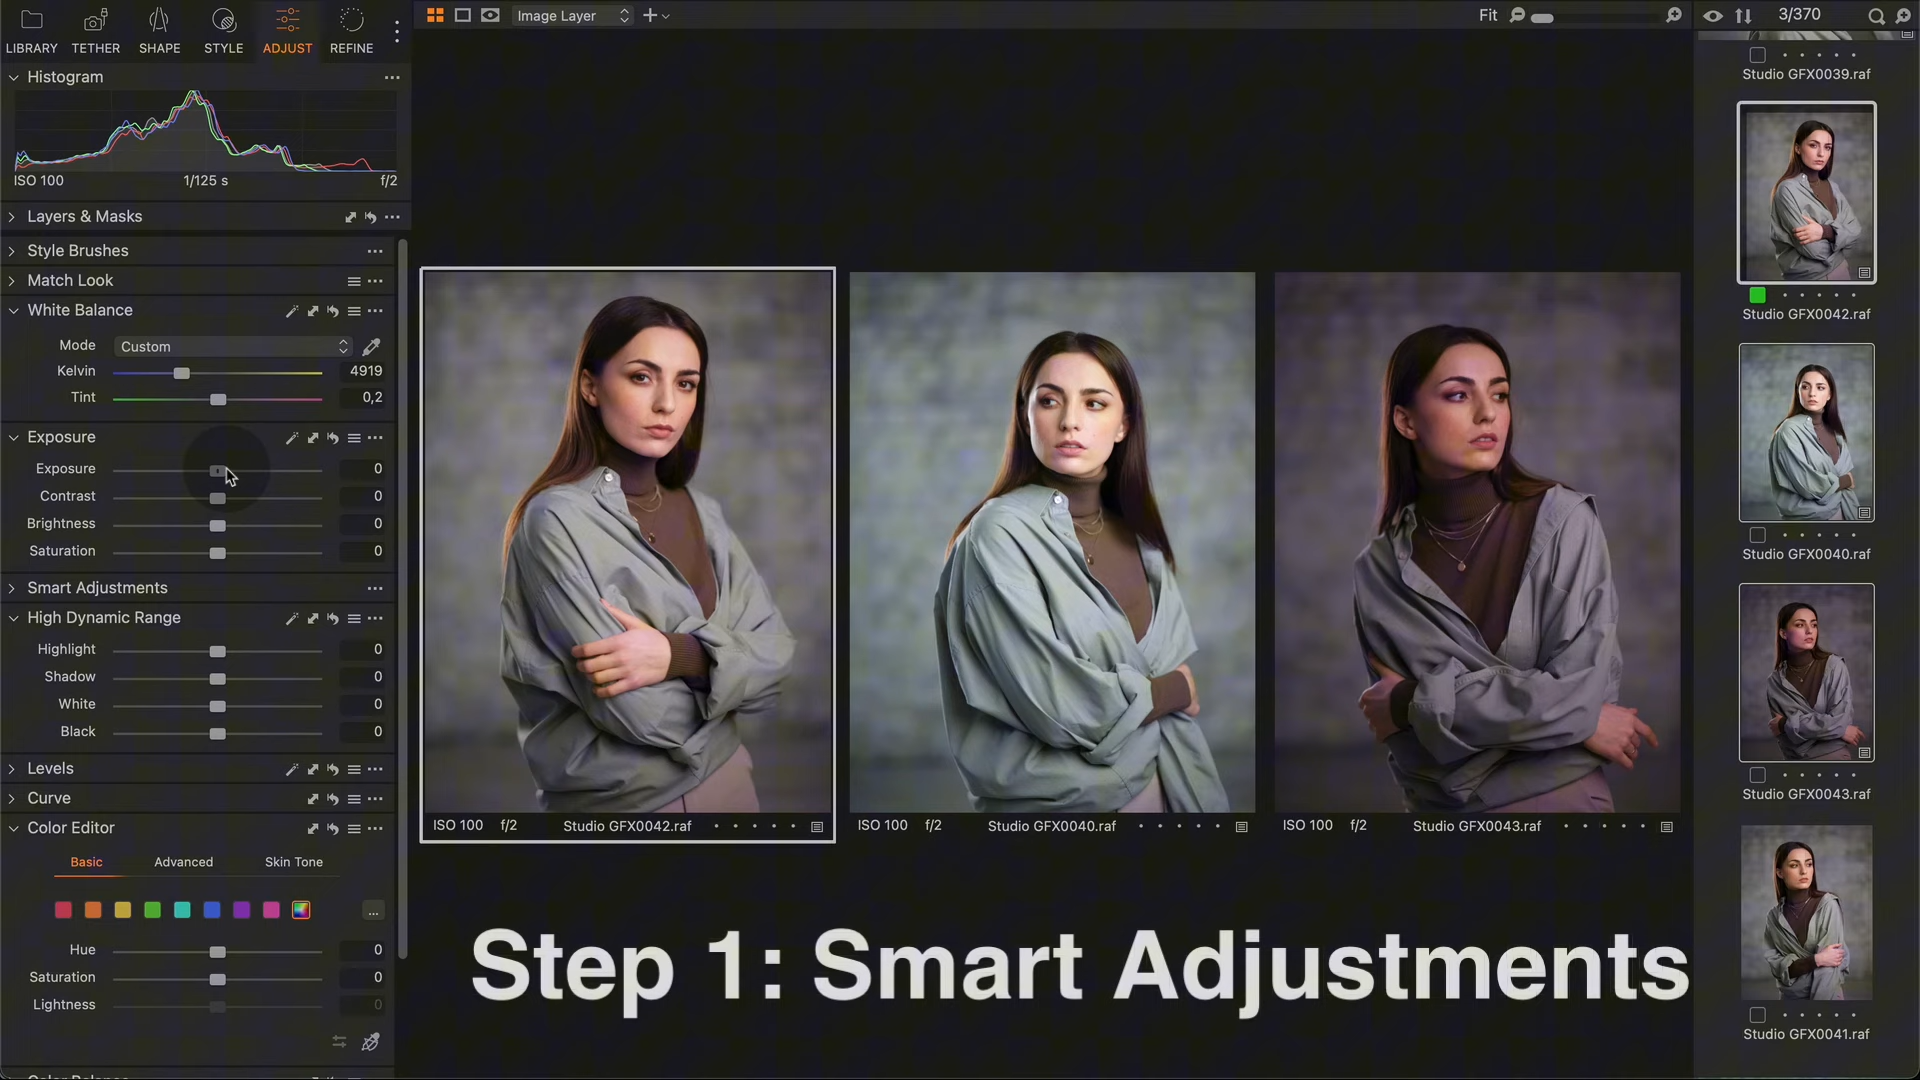 LIBRARY TETHER SHAPE STYLE ADJUST REFINE
Histogram
ISO 100 1/125 s f/2
Layers & Masks
Style Brushes
Match Look
White Balance
Mode Custom
Kelvin 4919
Tint 0,2
Exposure
Exposure 0
Contrast 0
Brightness 0
Saturation 0
Smart Adjustments
High Dynamic Range
Highlight 0
Shadow 0
White 0
Black 0
Levels
Curve
Color Editor
Basic Advanced Skin Tone
...
Hue 0
Saturation 0
Lightness 0
Image Layer
Fit
3/370
ISO 100 f/2 Studio GFX0042.raf
ISO 100 f/2 Studio GFX0040.raf
ISO 100 f/2 Studio GFX0043.raf
Step 1: Smart Adjustments
Studio GFX0039.raf
Studio GFX0042.raf
Studio GFX0040.raf
Studio GFX0043.raf
Studio GFX0041.raf